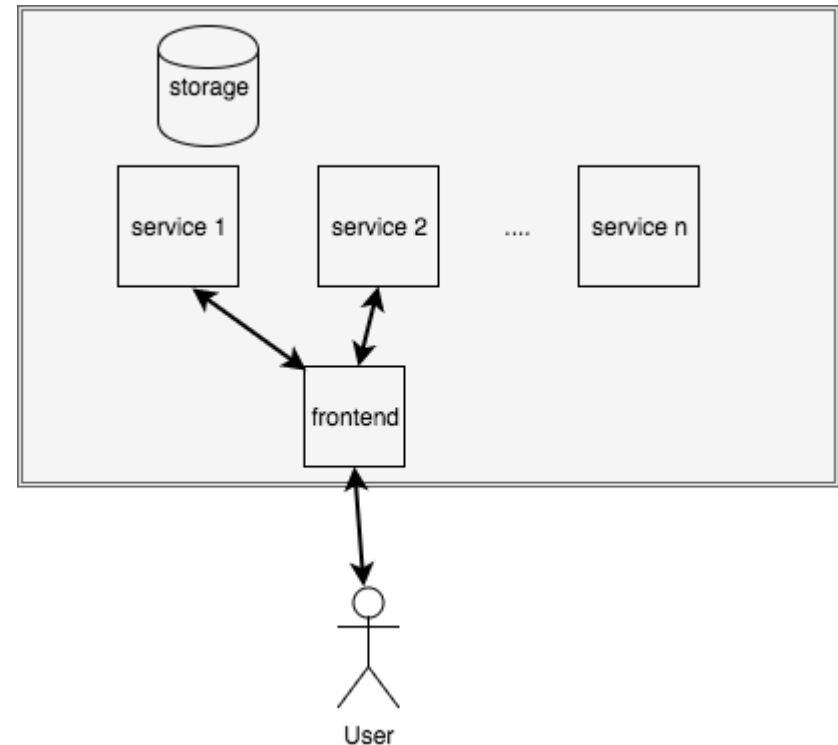 storage
service 1
service 2
....
service n
frontend
User